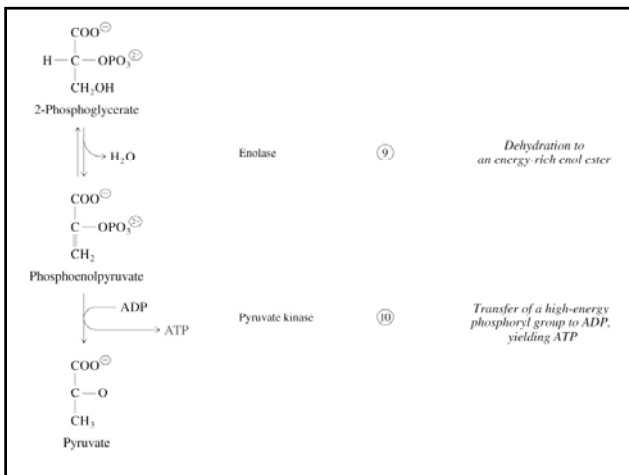 COO⊖
H—C—OPO₃²⊖
CH₂OH
2-Phosphoglycerate
H₂O
Enolase
⑨
Dehydration to
an energy-rich enol ester
COO⊖
C—OPO₃²⊖
CH₂
Phosphoenolpyruvate
ADP
ATP
Pyruvate kinase
⑩
Transfer of a high-energy
phosphoryl group to ADP,
yielding ATP
COO⊖
C—O
CH₃
Pyruvate